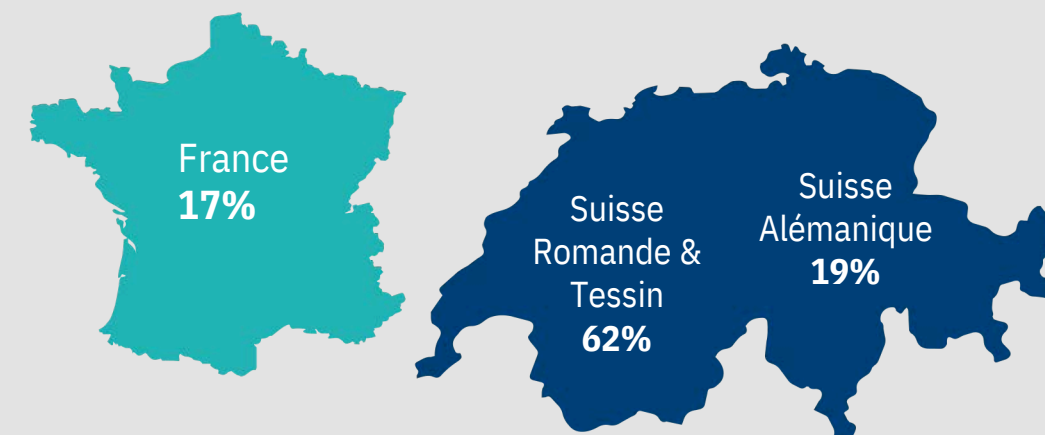 France
17%
Suisse
Romande &
Tessin
62%
Suisse
Alémanique
19%